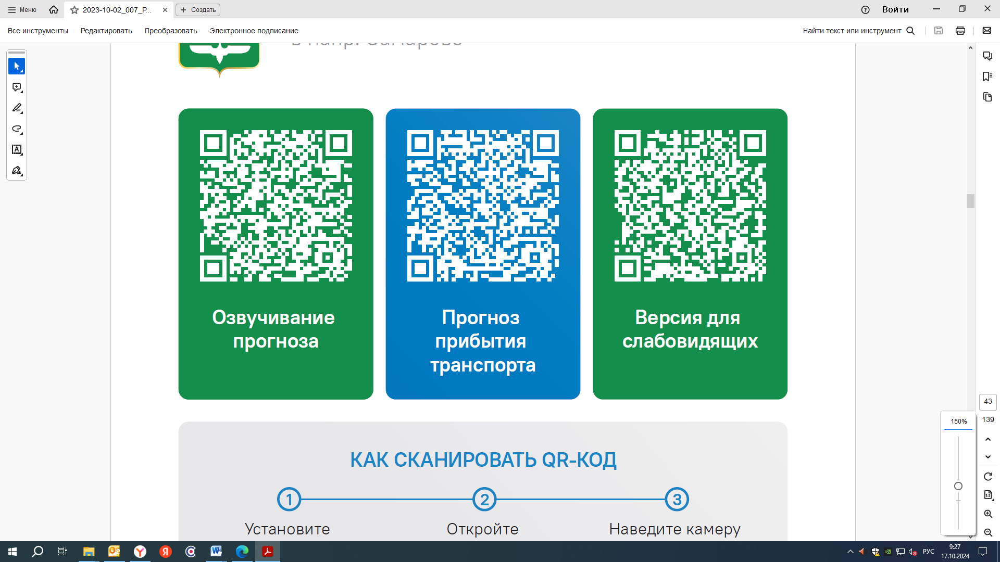 Меню
2023-10-02_007_P...
Создать
Войти
Все инструменты
Редактировать
Преобразовать
Электронное подписание
Найти текст или инструмент
в напр. Самарово
Озвучивание
прогноза
Прогноз
прибытия
транспорта
Версия для
слабовидящих
КАК СКАНИРОВАТЬ QR-КОД
1
2
3
Установите
Откройте
Наведите камеру
43
139
150%
РУС
9:27
17.10.2024